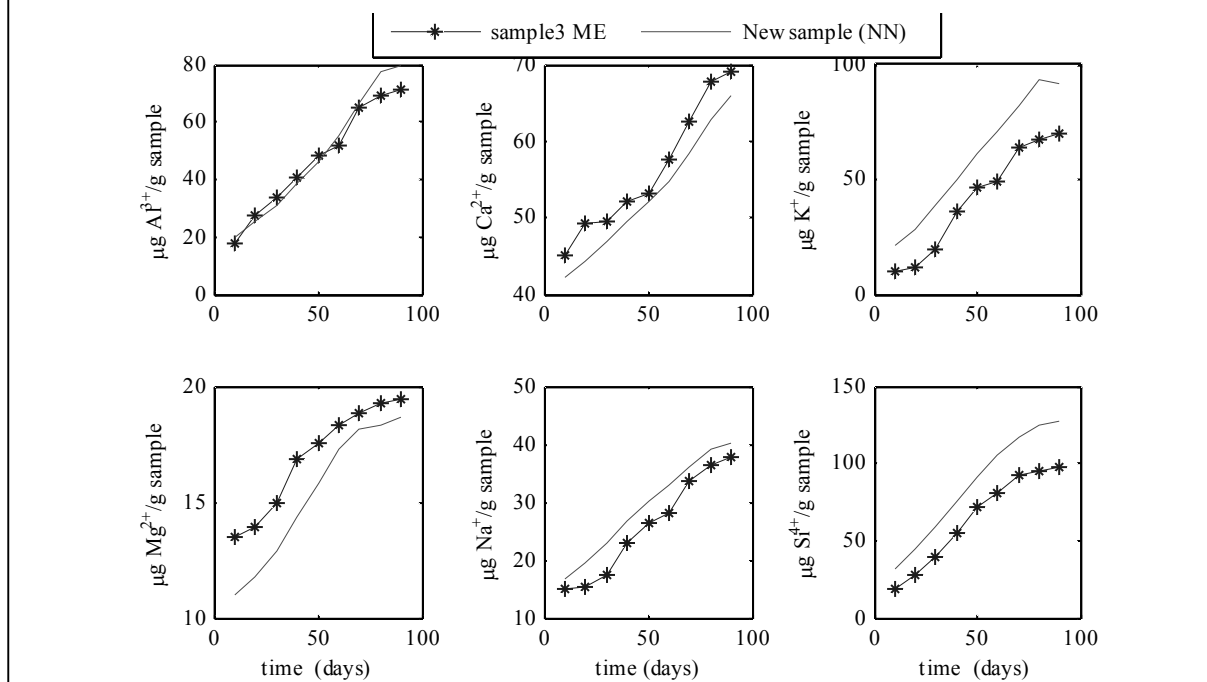 sample3 ME New sample (NN)
80
60
40
20
0
0 50 100
µg Al3+/g sample
70
60
50
40
0 50 100
µg Ca2+/g sample
100
50
0
0 50 100
µg K+/g sample
20
15
10
0 50 100
µg Mg2+/g sample
time (days)
50
40
30
20
10
0 50 100
µg Na+/g sample
time (days)
150
100
50
0
0 50 100
µg Si4+/g sample
time (days)